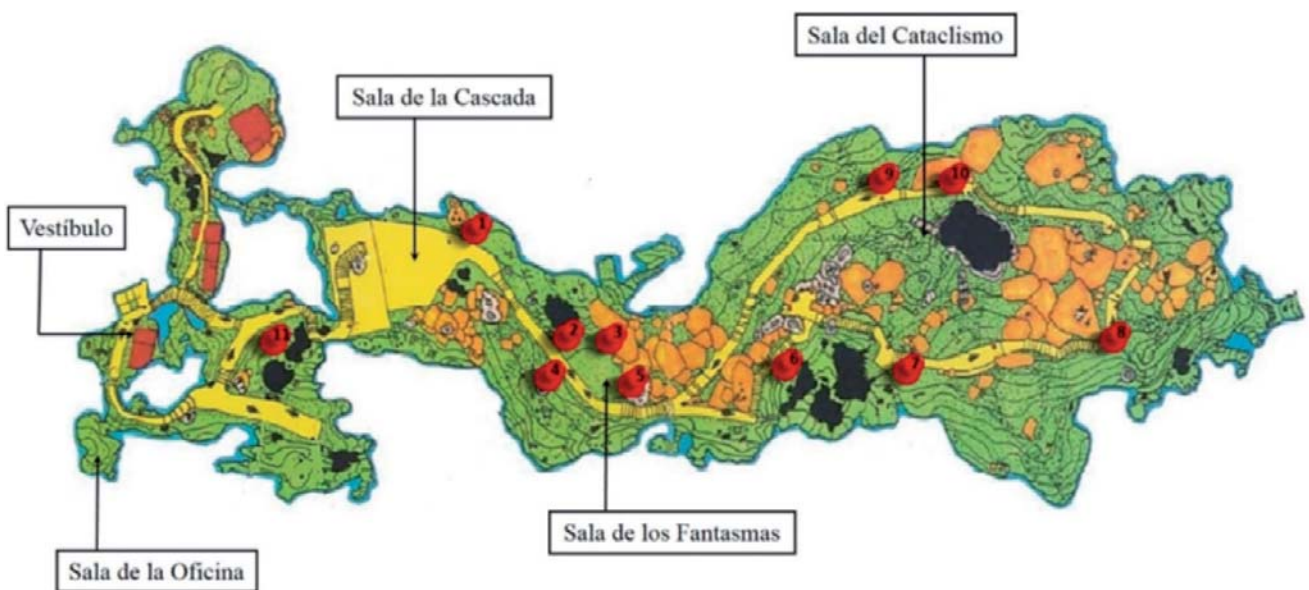 Sala del Cataclismo
Sala de la Cascada
Vestíbulo
9
10
1
11
2
3
8
4
5
6
7
Sala de los Fantasmas
Sala de la Oficina